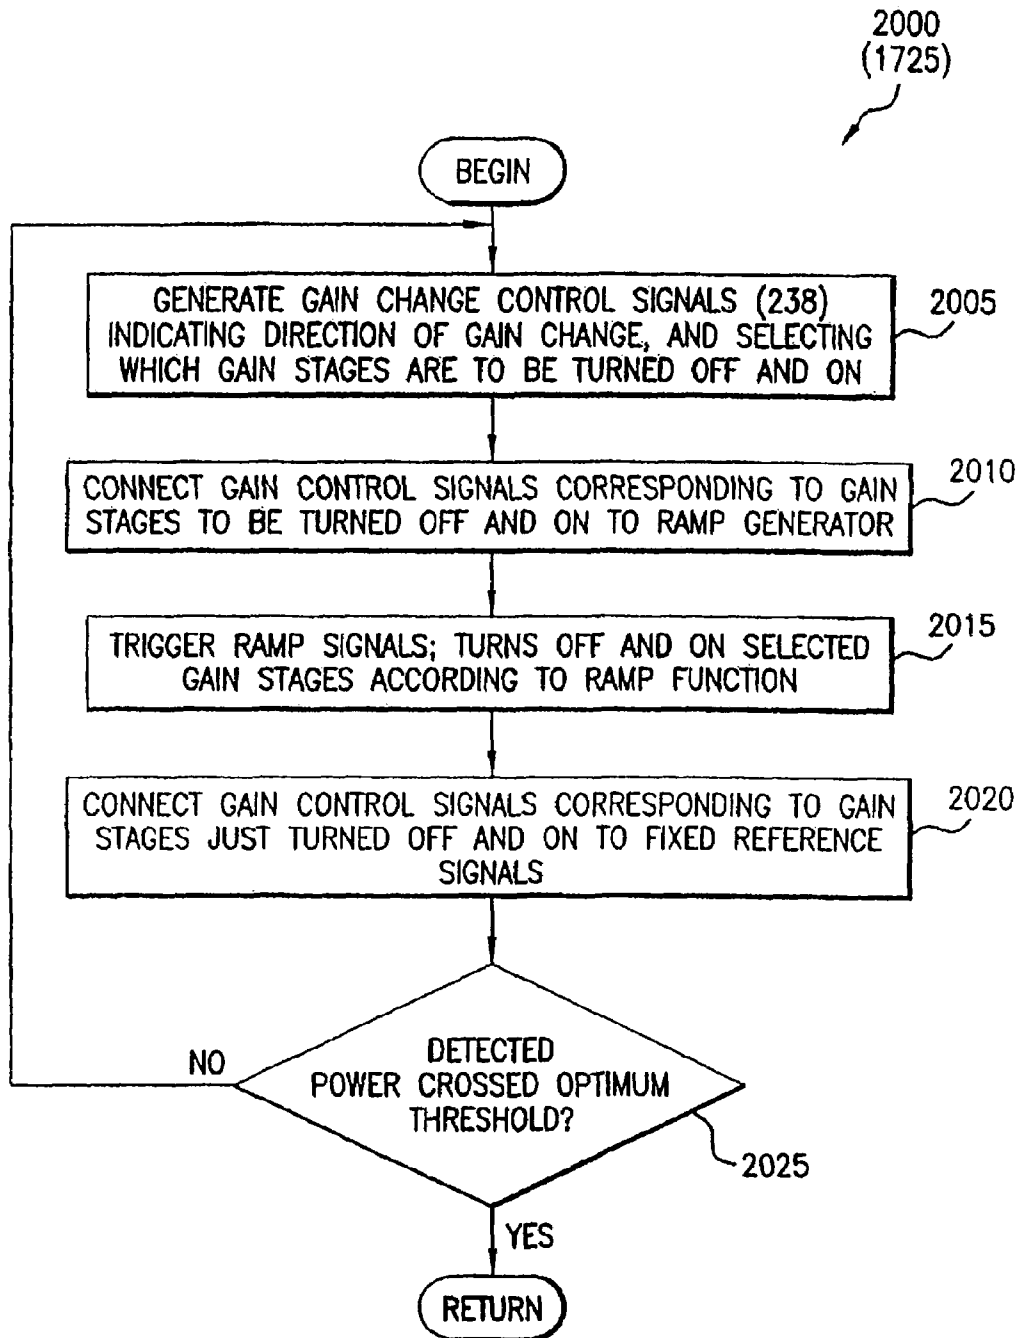 2000
(1725)
BEGIN
GENERATE GAIN CHANGE CONTROL SIGNALS (238)
INDICATING DIRECTION OF GAIN CHANGE, AND SELECTING
WHICH GAIN STAGES ARE TO BE TURNED OFF AND ON
2005
CONNECT GAIN CONTROL SIGNALS CORRESPONDING TO GAIN
STAGES TO BE TURNED OFF AND ON TO RAMP GENERATOR
2010
TRIGGER RAMP SIGNALS; TURNS OFF AND ON SELECTED
GAIN STAGES ACCORDING TO RAMP FUNCTION
2015
CONNECT GAIN CONTROL SIGNALS CORRESPONDING TO GAIN
STAGES JUST TURNED OFF AND ON TO FIXED REFERENCE
SIGNALS
2020
NO
DETECTED
POWER CROSSED OPTIMUM
THRESHOLD?
2025
YES
RETURN